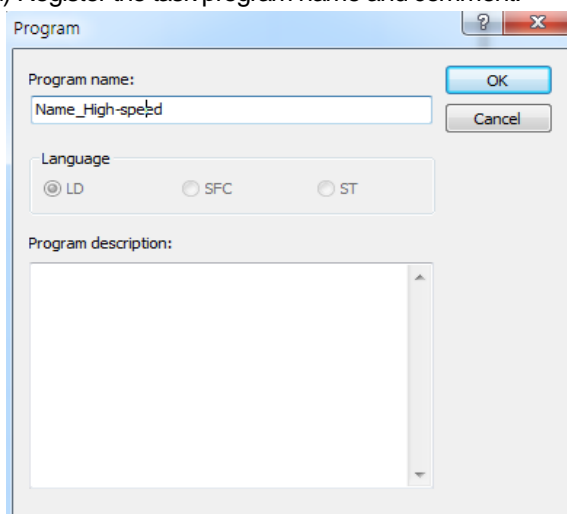 ) Register the task program name and comment.
Program
Program name:
OK
Name_High-speed
Cancel
Language
LD SFC ST
Program description: